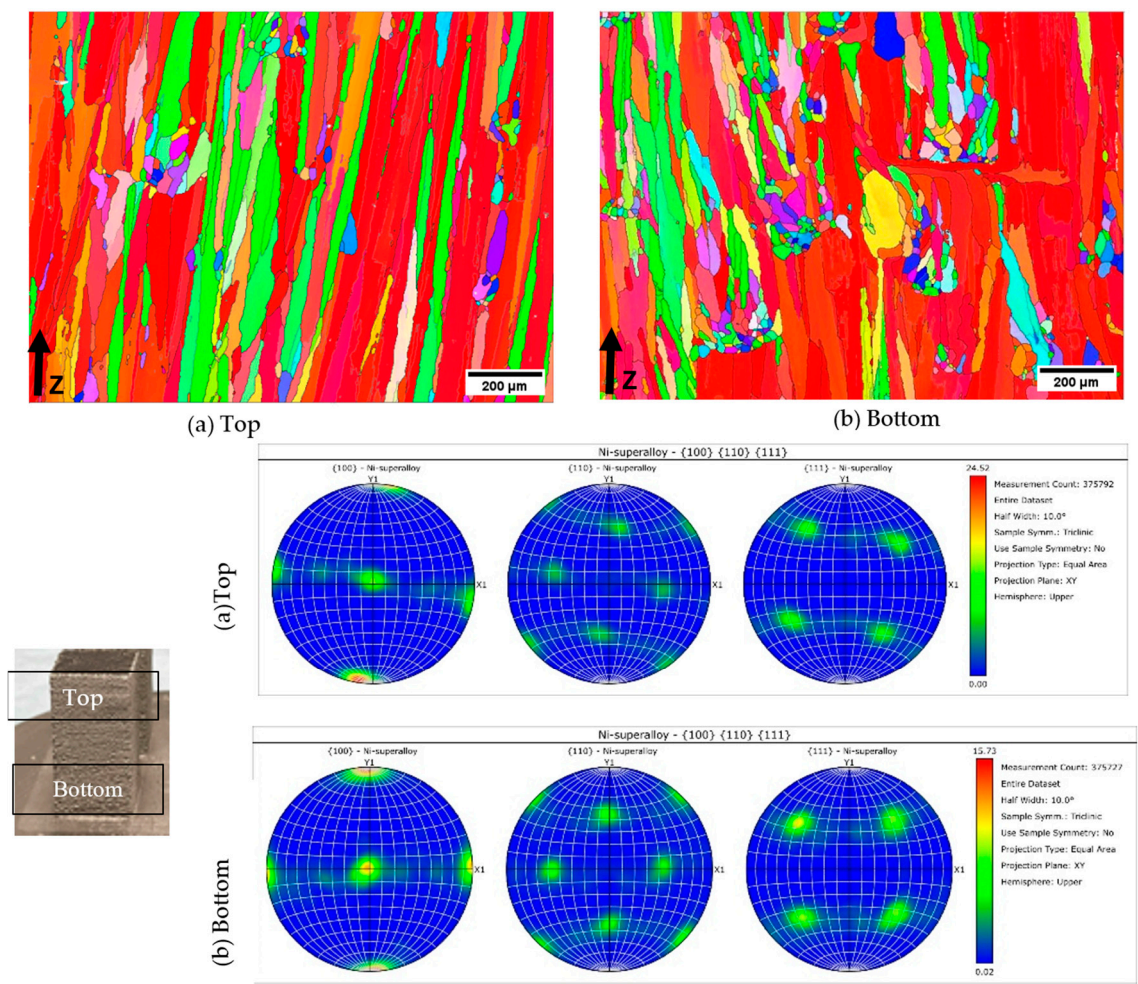 Z
200 µm
Z
200 µm
(a) Top
(b) Bottom
Ni-superalloy - {100} {110} {111}
{100} - Ni-superalloy
{110} - Ni-superalloy
{111} - Ni-superalloy
24.52
Y1
Y1
Y1
X1
X1
X1
Measurement Count: 375792
Entire Dataset
Half Width: 10.0°
Sample Symm.: Triclinic
Use Sample Symmetry: No
Projection Type: Equal Area
Projection Plane: XY
Hemisphere: Upper
0.00
(a)Top
Top
Bottom
Ni-superalloy - {100} {110} {111}
{100} - Ni-superalloy
{110} - Ni-superalloy
{111} - Ni-superalloy
15.73
Y1
Y1
Y1
X1
X1
X1
Measurement Count: 375727
Entire Dataset
Half Width: 10.0°
Sample Symm.: Triclinic
Use Sample Symmetry: No
Projection Type: Equal Area
Projection Plane: XY
Hemisphere: Upper
0.02
(b) Bottom